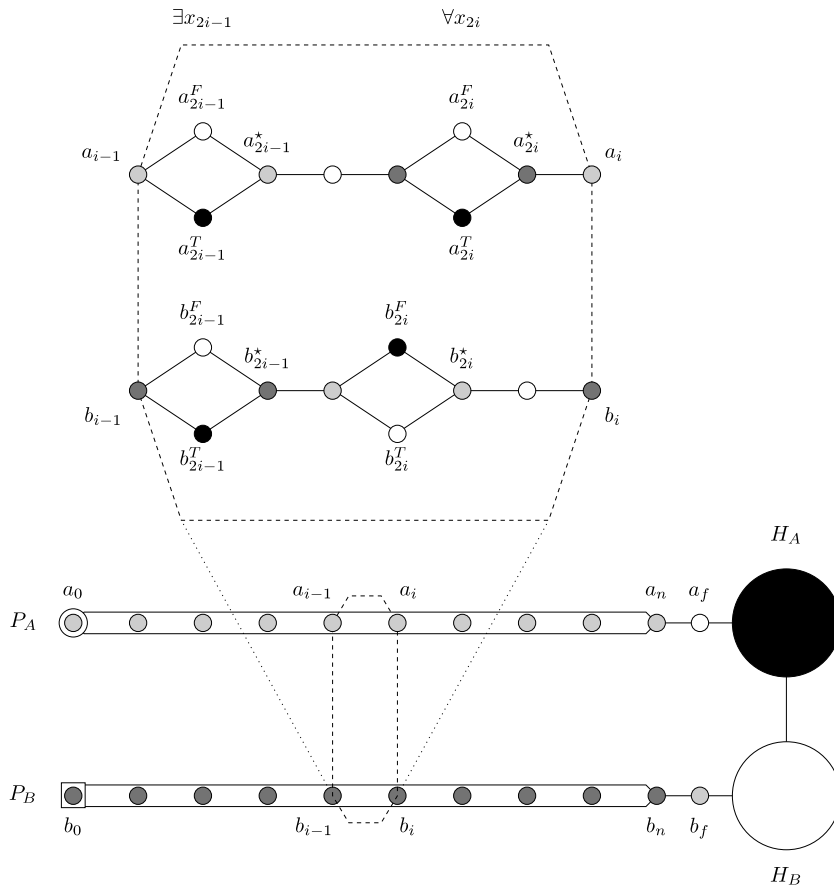 ∃x_{2i−1} ∀x_{2i}
a^F_{2i−1} a^F_{2i}
a_{i−1} a^⋆_{2i−1} a^⋆_{2i} a_i
a^T_{2i−1} a^T_{2i}
b^F_{2i−1} b^F_{2i}
b^⋆_{2i−1} b^⋆_{2i}
b_{i−1} b_i
b^T_{2i−1} b^T_{2i}
H_A
a_0 a_{i−1} a_i a_n a_f
P_A
P_B
b_0 b_{i−1} b_i b_n b_f
H_B